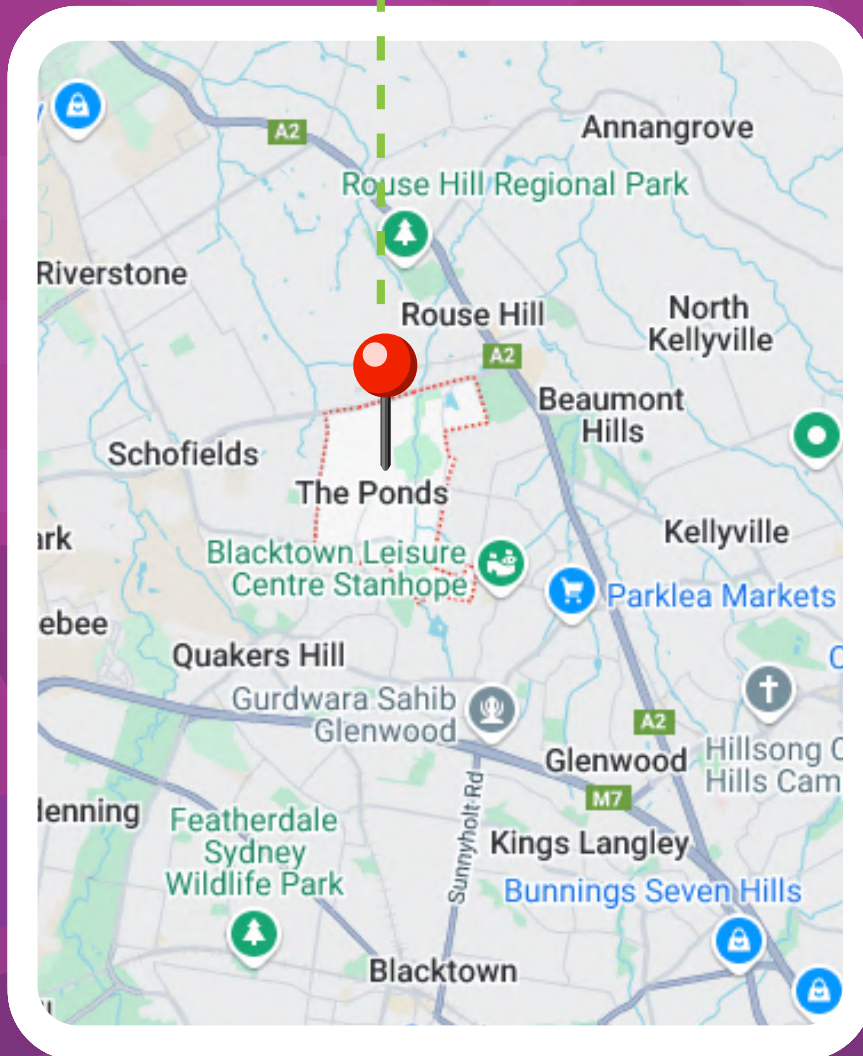 A2
Annangrove
Rouse Hill Regional Park
Riverstone
North
Kellyville
Rouse Hill
A2
Beaumont
Hills
Schofields
The Ponds
ark
Kellyville
Blacktown Leisure
Centre Stanhope
Parklea Markets
ebee
Quakers Hill
Gurdwara Sahib
Glenwood
A2
Glenwood
Hillsong C
Hills Cam
M7
Sunnyholt Rd
Kings Langley
Featherdale
Sydney
Wildlife Park
Bunnings Seven Hills
Blacktown